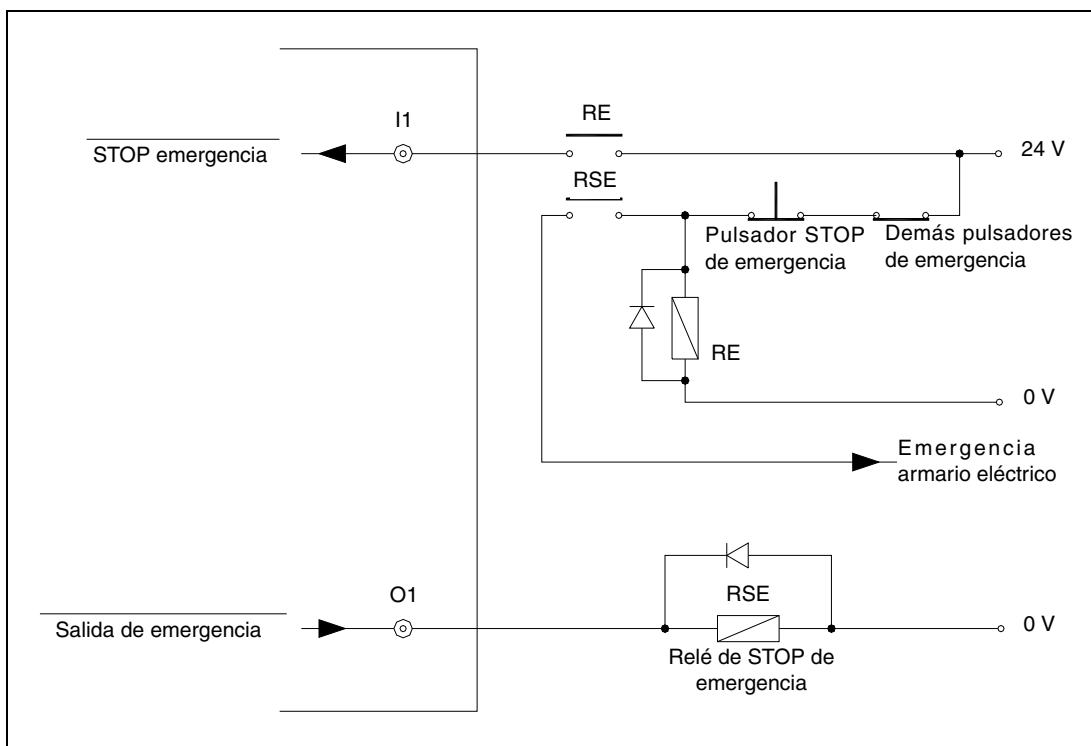 I1
RE
STOP emergencia
24 V
RSE
Pulsador STOP
de emergencia
Demás pulsadores
de emergencia
RE
0 V
Emergencia
armario eléctrico
O1
RSE
Salida de emergencia
0 V
Relé de STOP de
emergencia